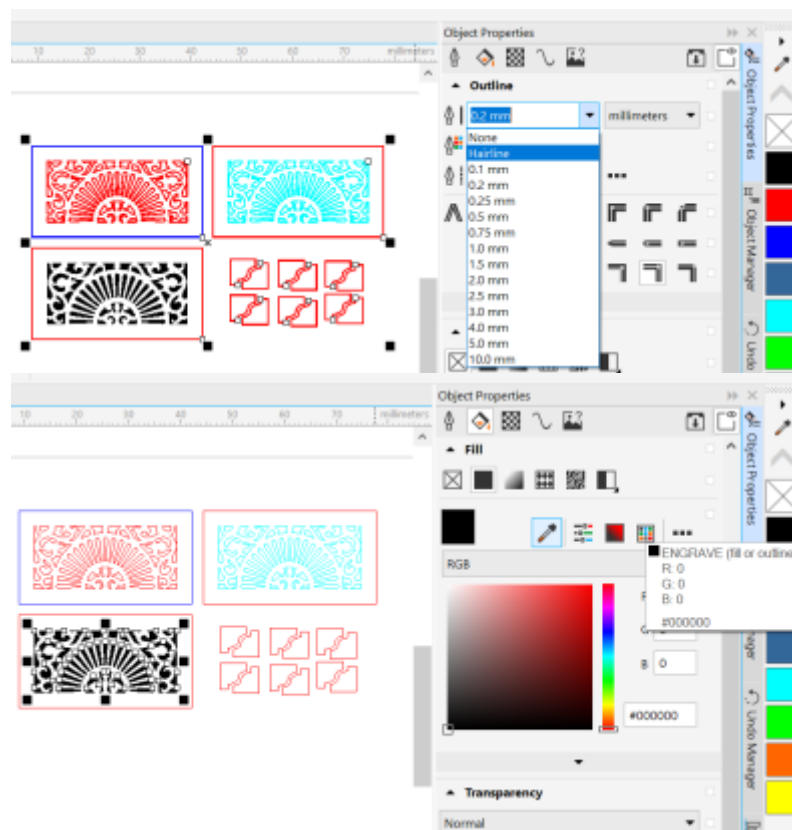 Object Properties
10 20 30 40 50 60 70 millimeters
Outline
0.2 mm millimeters
None
Hairline
0.1 mm
0.2 mm
0.25 mm
0.5 mm
0.75 mm
1.0 mm
1.5 mm
2.0 mm
2.5 mm
3.0 mm
4.0 mm
5.0 mm
10.0 mm
Object Properties
Object Manager
Undo
Object Properties
10 20 30 40 50 60 70 millimeters
Fill
RGB
ENGRAVE (fill or outline
R: 0
G: 0
B: 0
#000000
B 0
#000000
Transparency
Normal
Object Properties
Undo Manager